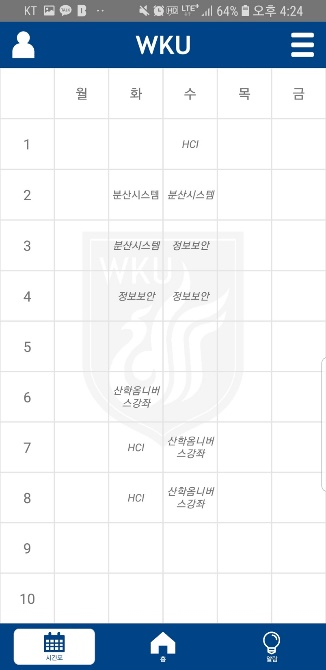 KT 64% 오후 4:24
WKU
월 화 수 목 금
1 HCI
2 분산시스템 분산시스템
3 분산시스템 정보보안
WKU
4 정보보안 정보보안
5
6 산학옴니버
스강좌
7 HCI 산학옴니버
스강좌
8 HCI 산학옴니버
스강좌
9
10
시간표 홈 알림